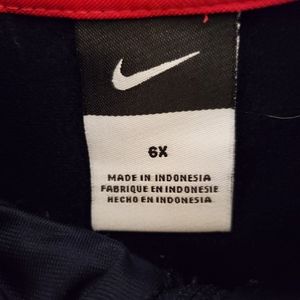 6X
MADE IN INDONESIA
FABRIQUE EN INDONESIE
HECHO EN INDONESIA